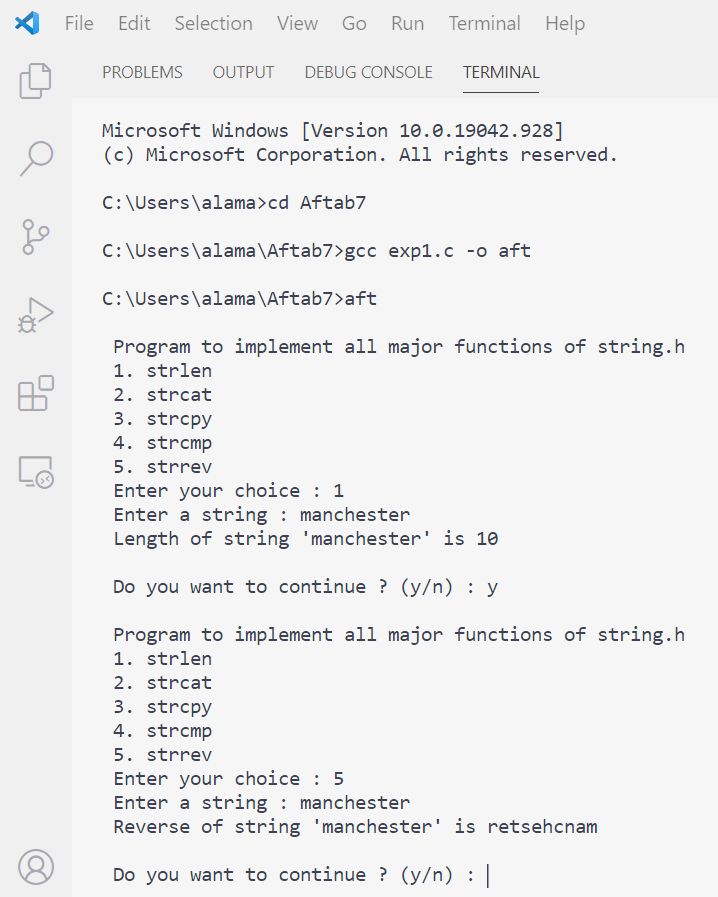 File Edit Selection View Go Run Terminal Help
PROBLEMS OUTPUT DEBUG CONSOLE TERMINAL
Microsoft Windows [Version 10.0.19042.928]
(c) Microsoft Corporation. All rights reserved.
C:\Users\alama>cd Aftab7
C:\Users\alama\Aftab7>gcc exp1.c -o aft
C:\Users\alama\Aftab7>aft
Program to implement all major functions of string.h
1. strlen
2. strcat
3. strcpy
4. strcmp
5. strrev
Enter your choice : 1
Enter a string : manchester
Length of string 'manchester' is 10
Do you want to continue ? (y/n) : y
Program to implement all major functions of string.h
1. strlen
2. strcat
3. strcpy
4. strcmp
5. strrev
Enter your choice : 5
Enter a string : manchester
Reverse of string 'manchester' is retsehcnam
Do you want to continue ? (y/n) :